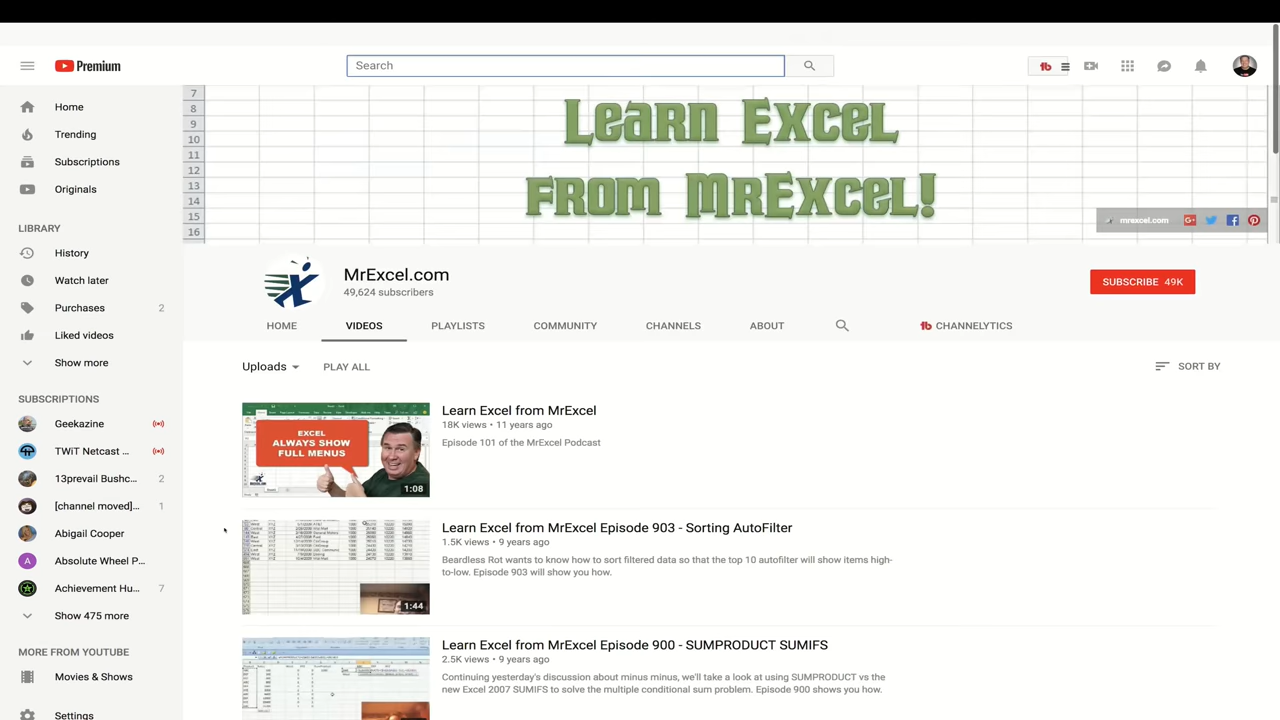 Premium
Search
7
8
9
10
11
12
13
14
15
16
Learn Excel
from MrExcel!
mrexcel.com
Home
Trending
Subscriptions
Originals
LIBRARY
History
Watch later
Purchases 2
Liked videos
Show more
SUBSCRIPTIONS
Geekazine
TWiT Netcast ...
13prevail Bushc... 2
[channel moved]... 1
Abigail Cooper
A Absolute Wheel P...
Achievement Hu... 7
Show 475 more
MORE FROM YOUTUBE
Movies & Shows
Settings
MrExcel.com
49,624 subscribers
SUBSCRIBE 49K
HOME VIDEOS PLAYLISTS COMMUNITY CHANNELS ABOUT CHANNELYTICS
Uploads PLAY ALL SORT BY
EXCEL
ALWAYS SHOW
FULL MENUS
1:08
Learn Excel from MrExcel
18K views • 11 years ago
Episode 101 of the MrExcel Podcast
1:44
Learn Excel from MrExcel Episode 903 - Sorting AutoFilter
1.5K views • 9 years ago
Beardless Rot wants to know how to sort filtered data so that the top 10 autofilter will show items high-
to-low. Episode 903 will show you how.
Learn Excel from MrExcel Episode 900 - SUMPRODUCT SUMIFS
2.5K views • 9 years ago
Continuing yesterday's discussion about minus minus, we'll take a look at using SUMPRODUCT vs the
new Excel 2007 SUMIFS to solve the multiple conditional sum problem. Episode 900 shows you how.